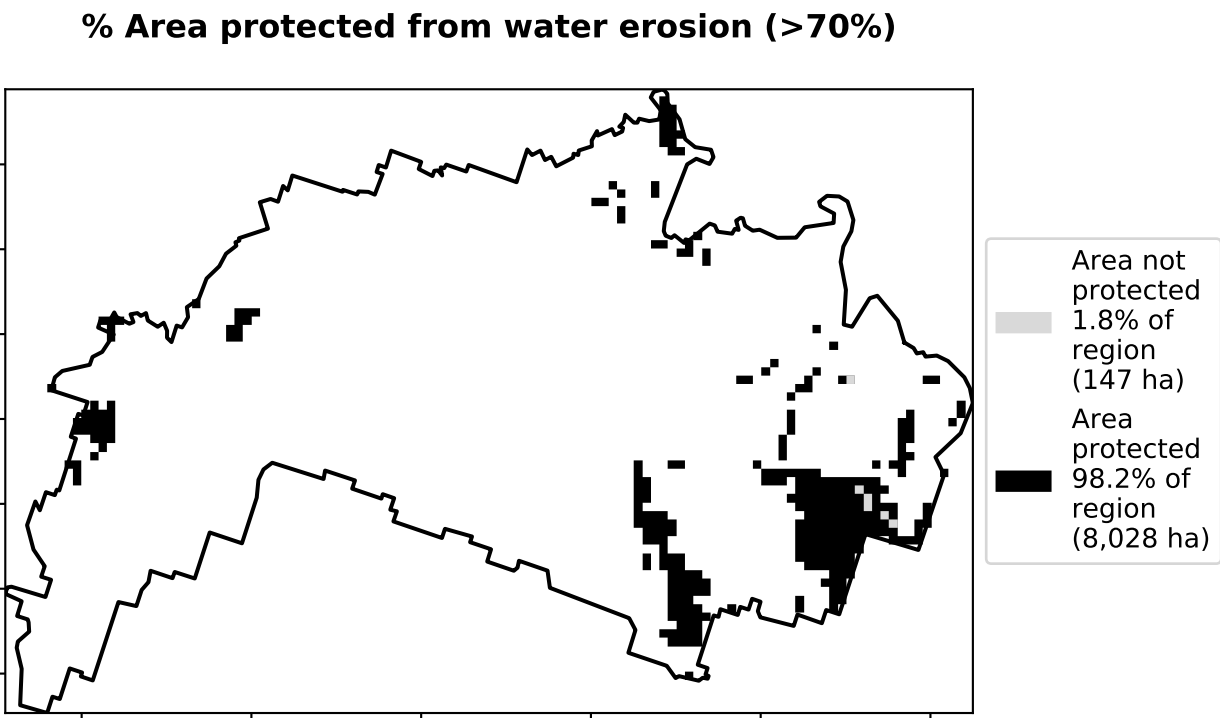 % Area protected from water erosion (>70%)
Area not
protected
1.8% of
region
(147 ha)
Area
protected
98.2% of
region
(8,028 ha)